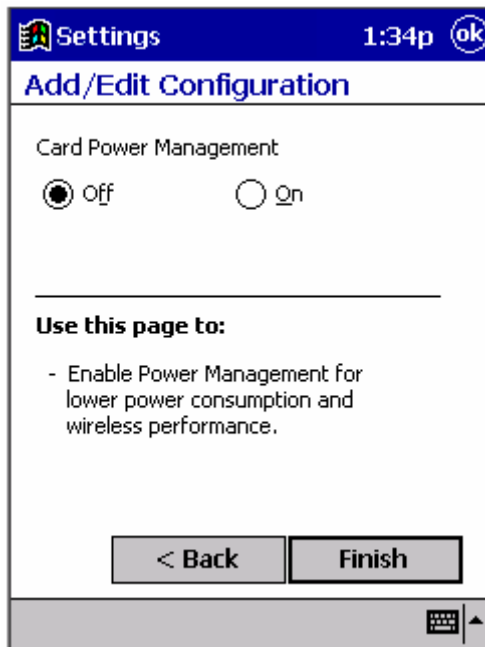 Settings 1:34p ok
Add/Edit Configuration
Card Power Management
Off On
Use this page to:
- Enable Power Management for
lower power consumption and
wireless performance.
< Back Finish